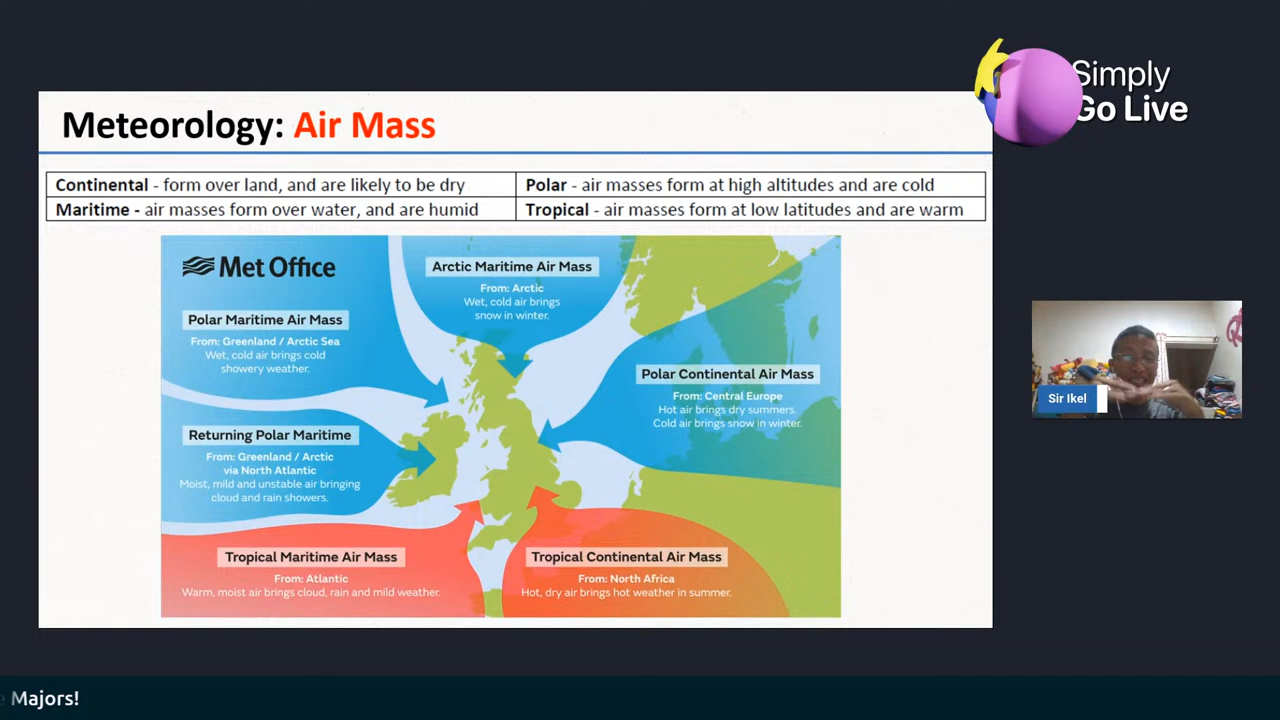 Simply
Go Live
Meteorology: Air Mass
Continental - form over land, and are likely to be dry
Polar - air masses form at high altitudes and are cold
Maritime - air masses form over water, and are humid
Tropical - air masses form at low latitudes and are warm
Met Office
Arctic Maritime Air Mass
From: Arctic
Wet, cold air brings
snow in winter.
Polar Maritime Air Mass
From: Greenland / Arctic Sea
Wet, cold air brings cold
showery weather.
Polar Continental Air Mass
From: Central Europe
Hot air brings dry summers.
Cold air brings snow in winter.
Returning Polar Maritime
From: Greenland / Arctic
via North Atlantic
Moist, mild and unstable air bringing
cloud and rain showers.
Tropical Maritime Air Mass
From: Atlantic
Warm, moist air brings cloud, rain and mild weather.
Tropical Continental Air Mass
From: North Africa
Hot, dry air brings hot weather in summer.
Sir Ikel
Majors!